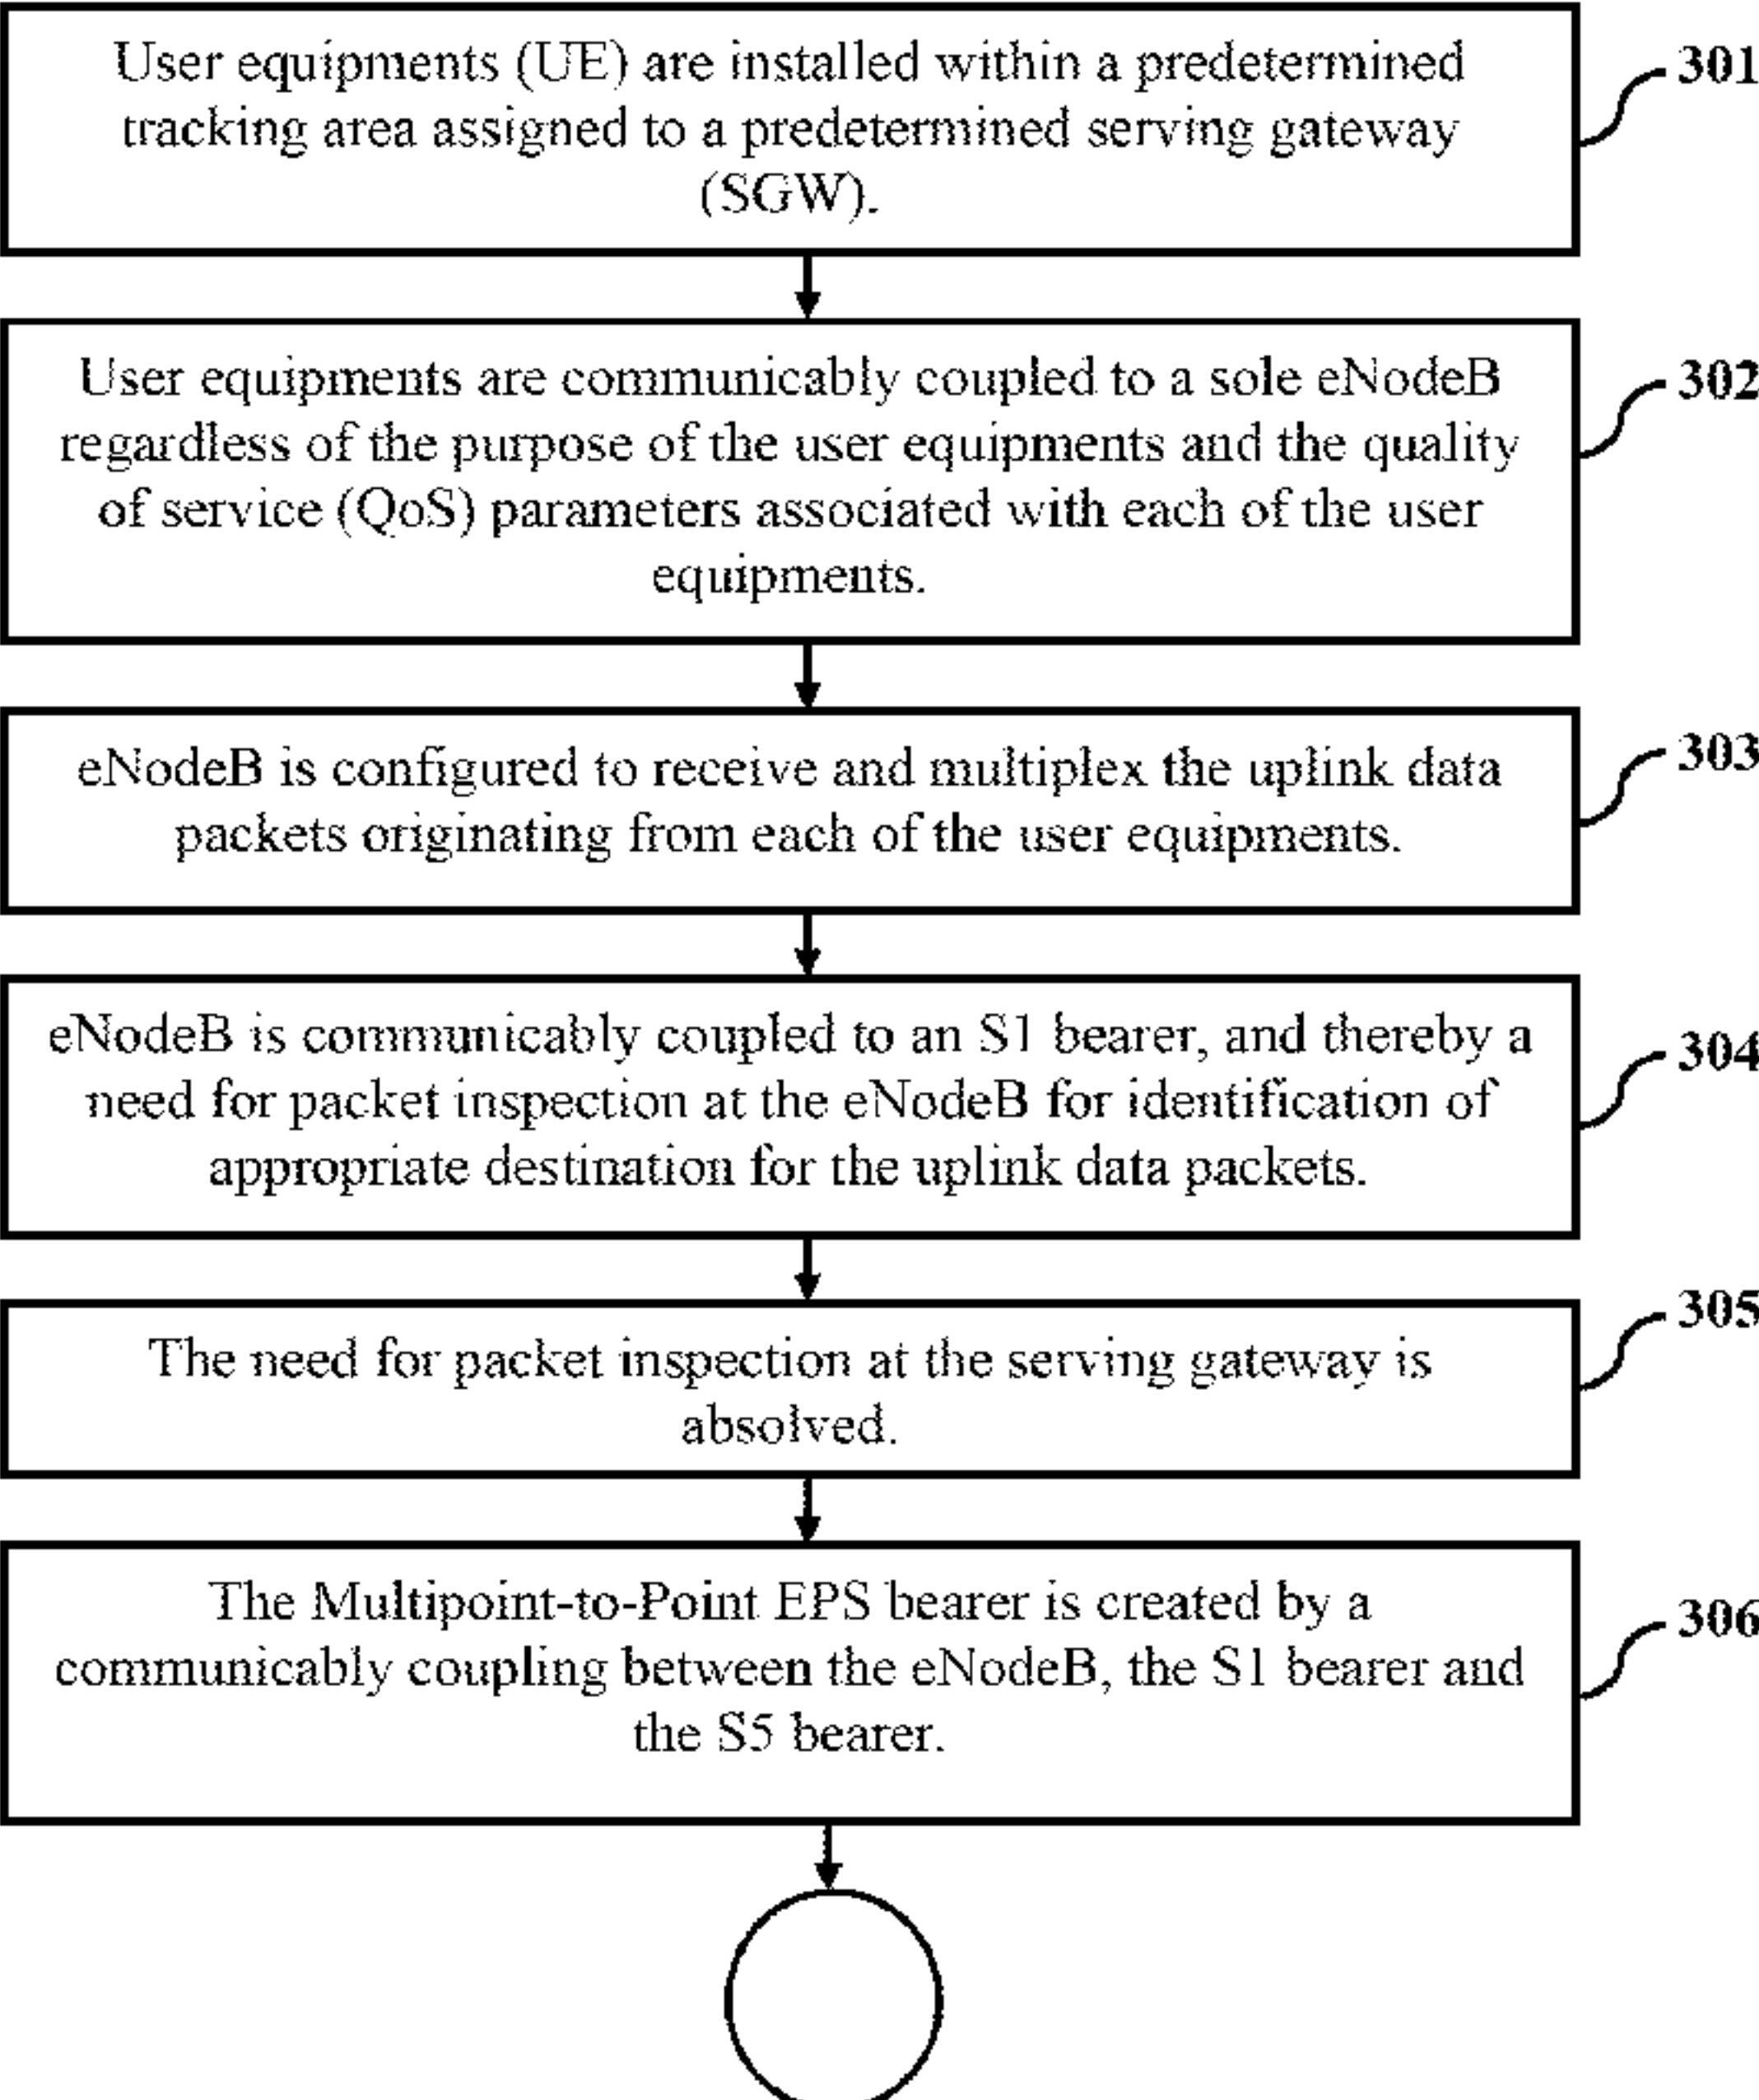 User equipments (UE) are installed within a predetermined
tracking area assigned to a predetermined serving gateway
(SGW).
301
User equipments are communicably coupled to a sole eNodeB
regardless of the purpose of the user equipments and the quality
of service (QoS) parameters associated with each of the user
equipments.
302
eNodeB is configured to receive and multiplex the uplink data
packets originating from each of the user equipments.
303
eNodeB is communicably coupled to an S1 bearer, and thereby a
need for packet inspection at the eNodeB for identification of
appropriate destination for the uplink data packets.
304
The need for packet inspection at the serving gateway is
absolved.
305
The Multipoint-to-Point EPS bearer is created by a
communicably coupling between the eNodeB, the S1 bearer and
the S5 bearer.
306